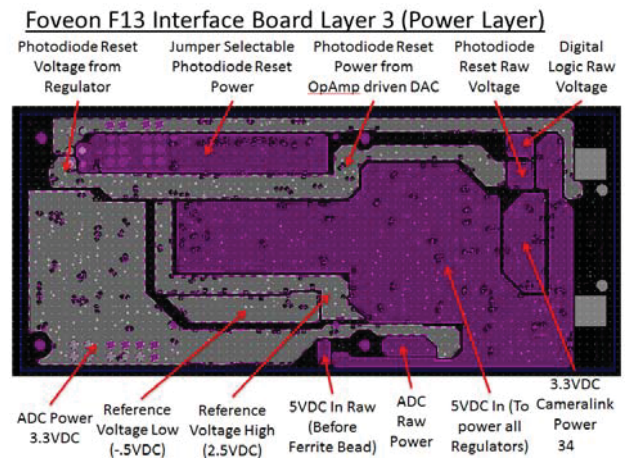 Foveon F13 Interface Board Layer 3 (Power Layer)
Photodiode Reset
Voltage from
Regulator
Jumper Selectable
Photodiode Reset
Power
Photodiode Reset
Power from
OpAmp driven DAC
Photodiode
Reset Raw
Voltage
Digital
Logic Raw
Voltage
ADC Power
3.3VDC
Reference
Voltage Low
(-.5VDC)
Reference
Voltage High
(2.5VDC)
5VDC In Raw
(Before
Ferrite Bead)
ADC
Raw
Power
5VDC In (To
power all
Regulators)
3.3VDC
Cameralink
Power
34